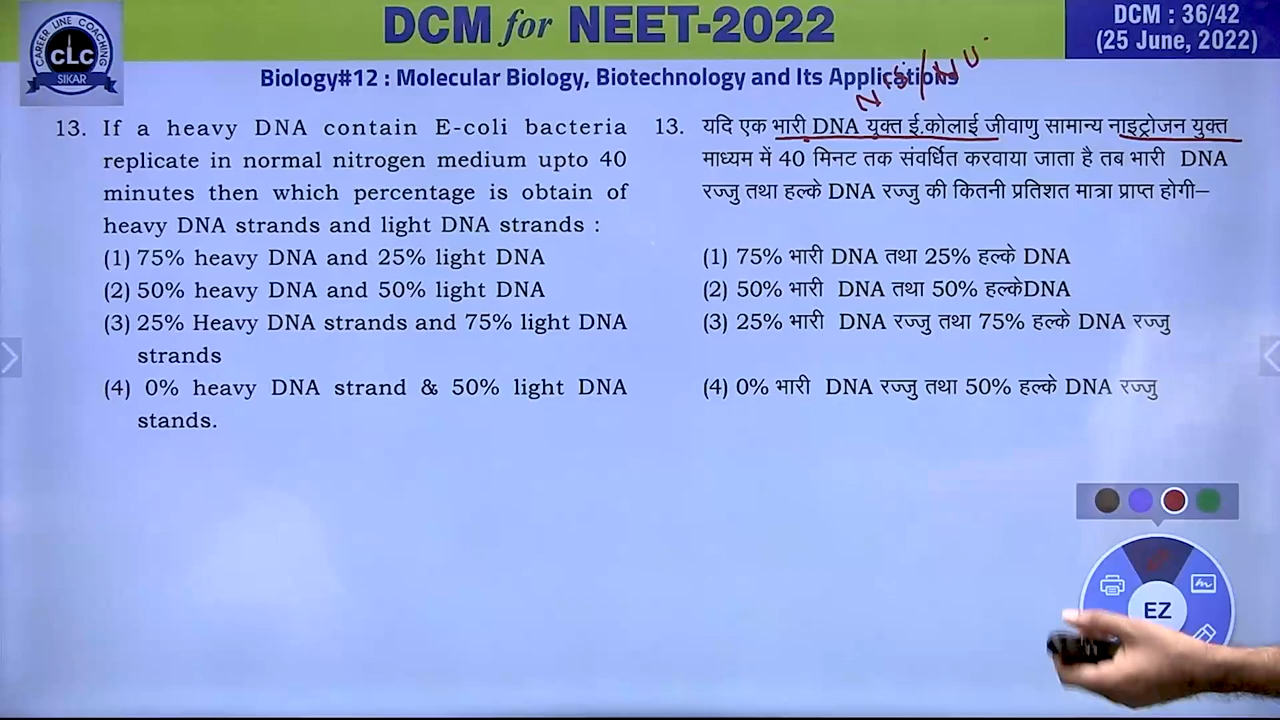 CAREER LINE COACHING
CLC
SIKAR
DCM for NEET-2022
DCM : 36/42
(25 June, 2022)
Biology#12 : Molecular Biology, Biotechnology and Its Applications
13. If a heavy DNA contain E-coli bacteria
replicate in normal nitrogen medium upto 40
minutes then which percentage is obtain of
heavy DNA strands and light DNA strands :
(1) 75% heavy DNA and 25% light DNA
(2) 50% heavy DNA and 50% light DNA
(3) 25% Heavy DNA strands and 75% light DNA
strands
(4) 0% heavy DNA strand & 50% light DNA
stands.
13. यदि एक भारी DNA युक्त ई.कोलाई जीवाणु सामान्य नाइट्रोजन युक्त
माध्यम में 40 मिनट तक संवर्धित करवाया जाता है तब भारी DNA
रज्जु तथा हल्के DNA रज्जु की कितनी प्रतिशत मात्रा प्राप्त होगी–
(1) 75% भारी DNA तथा 25% हल्के DNA
(2) 50% भारी DNA तथा 50% हल्केDNA
(3) 25% भारी DNA रज्जु तथा 75% हल्के DNA रज्जु
(4) 0% भारी DNA रज्जु तथा 50% हल्के DNA रज्जु
EZ